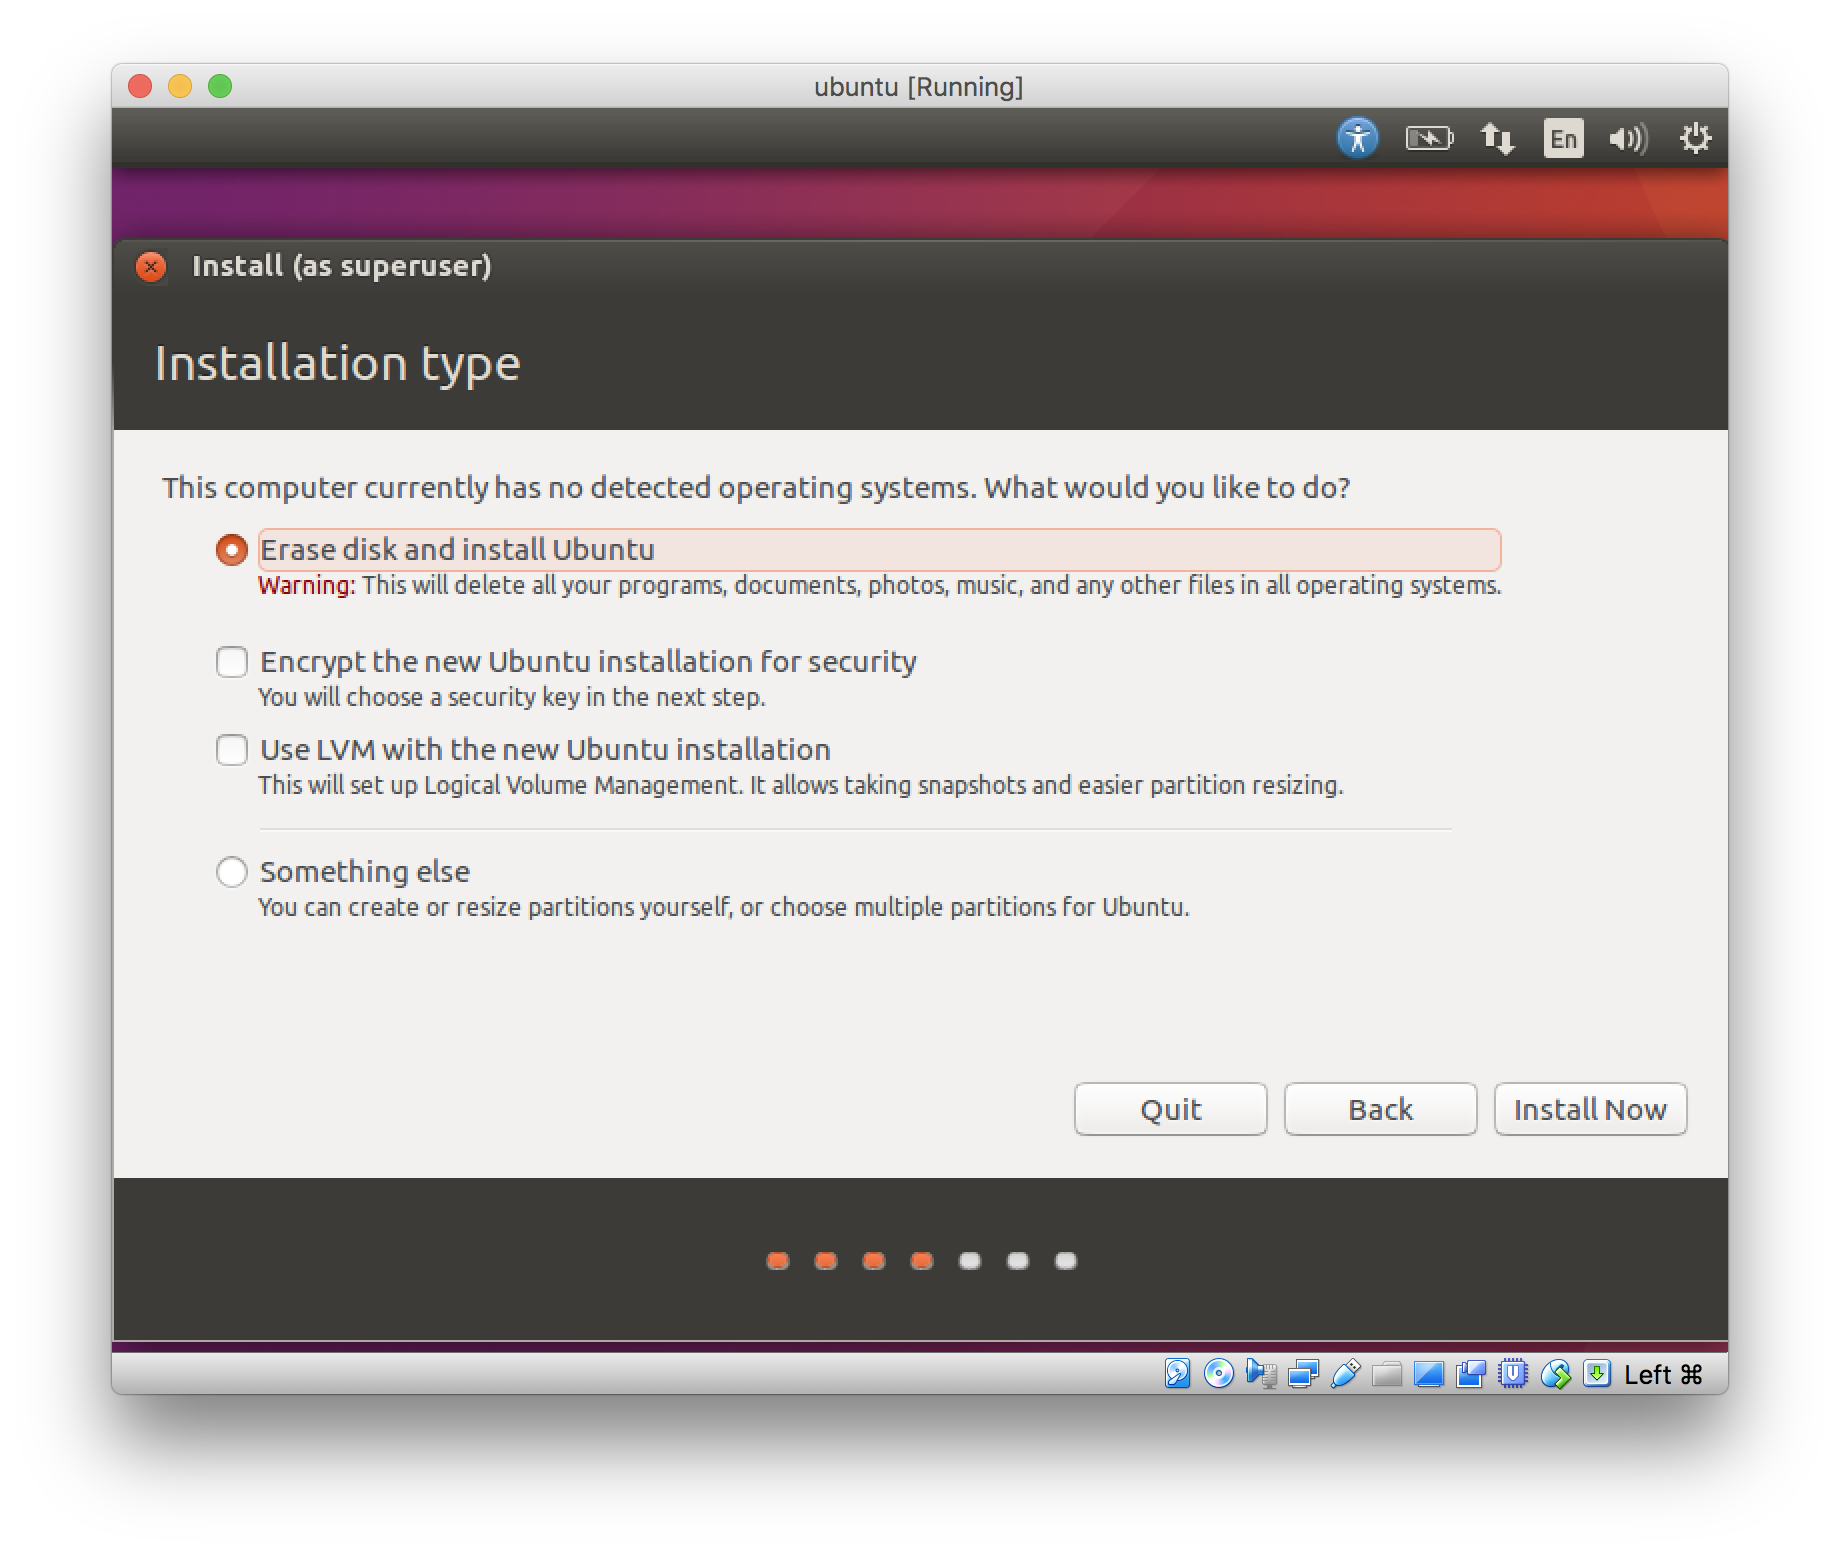 ubuntu [Running]
En
Install (as superuser)
Installation type
This computer currently has no detected operating systems. What would you like to do?
Erase disk and install Ubuntu
Warning: This will delete all your programs, documents, photos, music, and any other files in all operating systems.
Encrypt the new Ubuntu installation for security
You will choose a security key in the next step.
Use LVM with the new Ubuntu installation
This will set up Logical Volume Management. It allows taking snapshots and easier partition resizing.
Something else
You can create or resize partitions yourself, or choose multiple partitions for Ubuntu.
Quit Back Install Now
Left ⌘